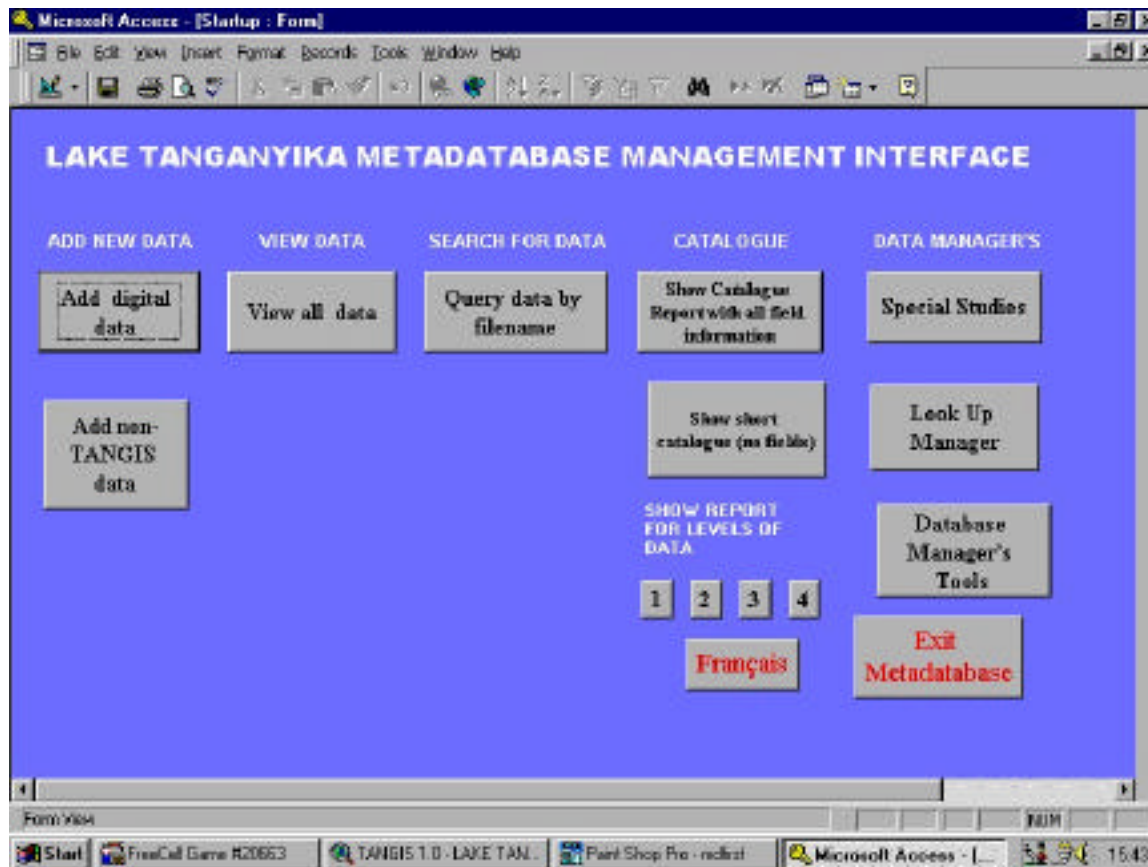 Microsoft Access - [Startup : Form]
File Edit View Insert Format Records Tools Window Help
LAKE TANGANYIKA METADATABASE MANAGEMENT INTERFACE
ADD NEW DATA VIEW DATA SEARCH FOR DATA CATALOGUE DATA MANAGER'S
Add digital
data
View all data
Query data by
filename
Show Catalogue
Report with all field
information
Special Studies
Add non-
TANGIS
data
Show short
catalogue (no fields)
Look Up
Manager
SHOW REPORT
FOR LEVELS OF
DATA
Database
Manager's
Tools
1 2 3 4
Français
Exit
Metadatabase
Form View NUM
Start FreeCell Game #20663 TANGIS 1.0 - LAKE TAN... Paint Shop Pro - mdfirst Microsoft Access - [... 15:4